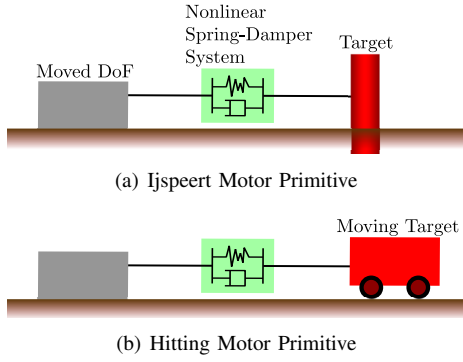 Nonlinear
Spring-Damper
System
Target
Moved DoF
(a) Ijspeert Motor Primitive
Moving Target
(b) Hitting Motor Primitive